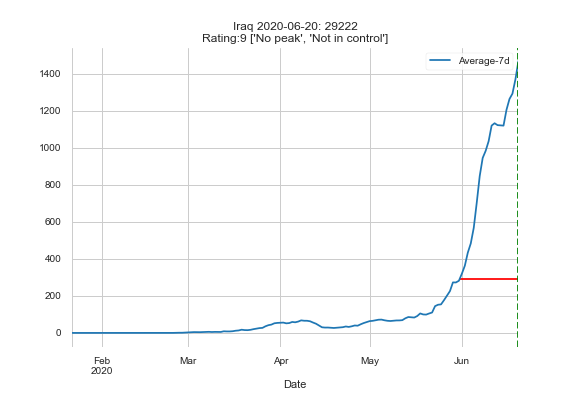 Iraq 2020-06-20: 29222
Rating:9 ['No peak', 'Not in control']
Average-7d
1400
1200
1000
800
600
400
200
0
Feb
2020
Mar
Apr
May
Jun
Date